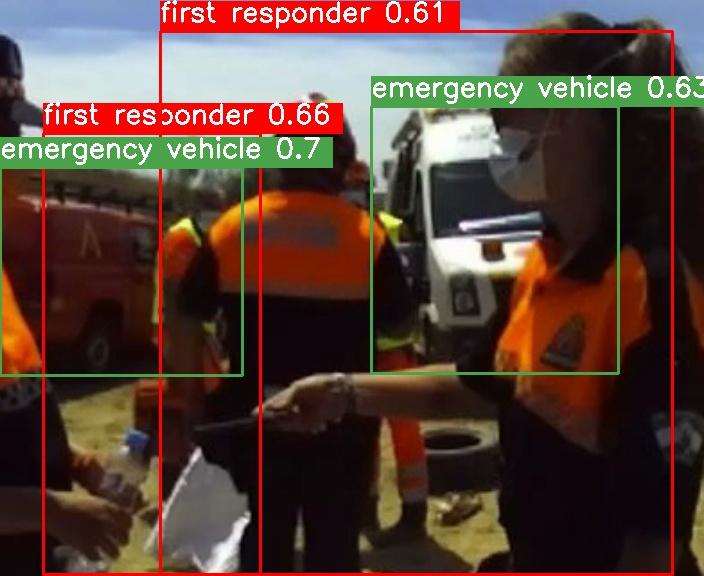 first responder 0.61
emergency vehicle 0.63
first responder 0.66
emergency vehicle 0.7